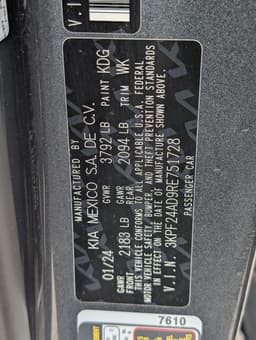 V.I
MANUFACTURED BY
KIA MEXICO S.A. DE C.V.
01/24 3792 LB PAINT KDG
GAWR FRONT 2183 LB GAWR REAR 2094 LB TRIM WK
THIS VEHICLE CONFORMS TO ALL APPLICABLE U.S.A. FEDERAL
MOTOR VEHICLE SAFETY, BUMPER, AND THEFT PREVENTION STANDARDS
IN EFFECT ON THE DATE OF MANUFACTURE SHOWN ABOVE.
V.I.N. 3KPF24AD9RE751728
PASSENGER CAR
7610